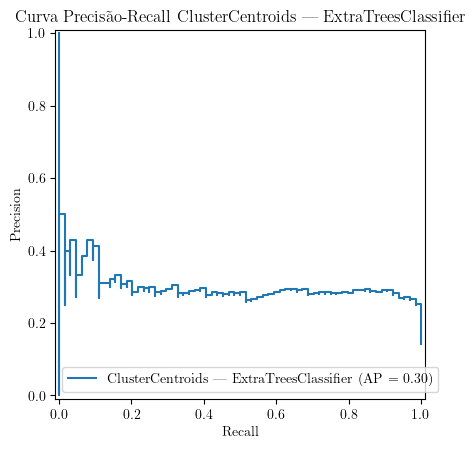 Curva Precisão-Recall ClusterCentroids — ExtraTreesClassifier
1.0
0.8
0.6
0.4
0.2
0.0
Precision
ClusterCentroids — ExtraTreesClassifier (AP = 0.30)
0.0 0.2 0.4 0.6 0.8 1.0
Recall